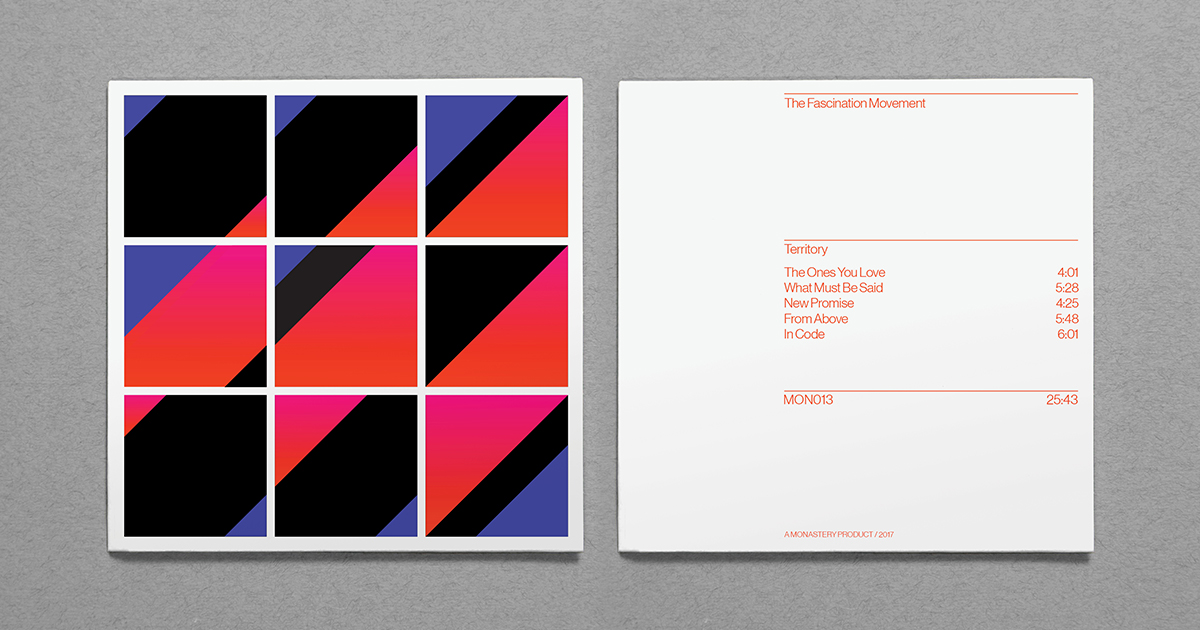 The Fascination Movement
Territory
The Ones You Love 4:01
What Must Be Said 5:28
New Promise 4:25
From Above 5:48
In Code 6:01
MON013 25:43
A MONASTERY PRODUCT / 2017